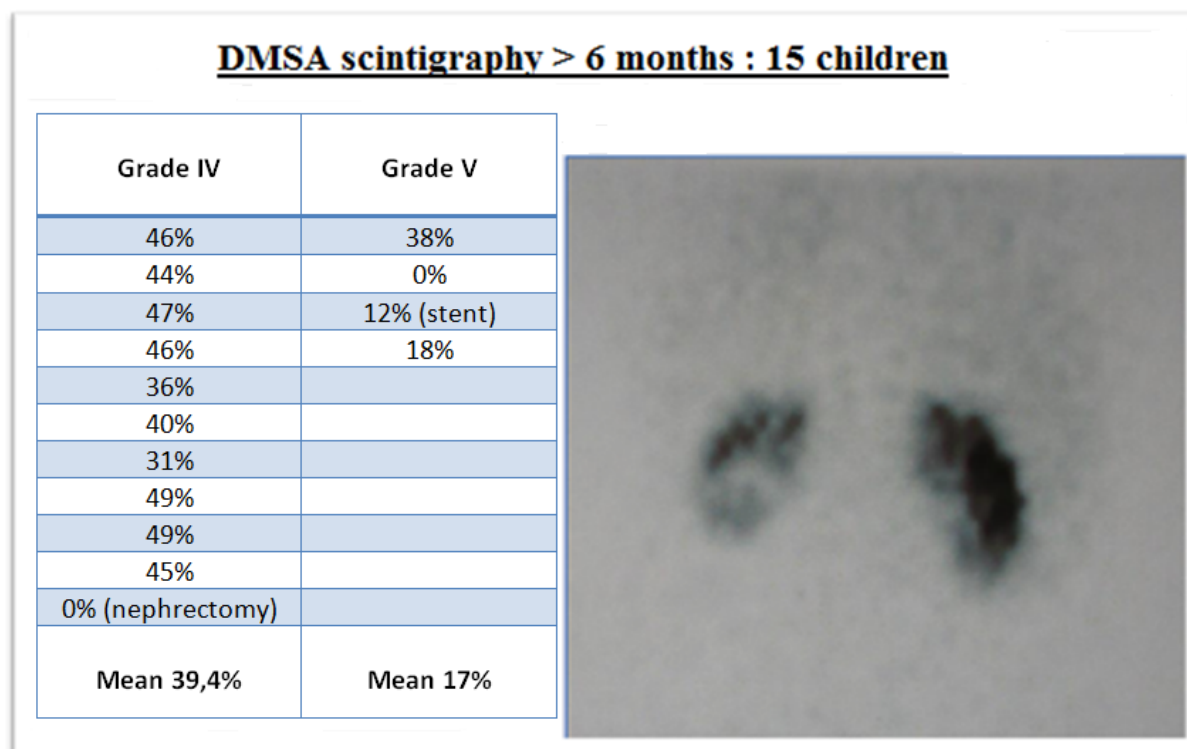 DMSA scintigraphy > 6 months : 15 children
Grade IV Grade V
46% 38%
44% 0%
47% 12% (stent)
46% 18%
36%
40%
31%
49%
49%
45%
0% (nephrectomy)
Mean 39,4% Mean 17%